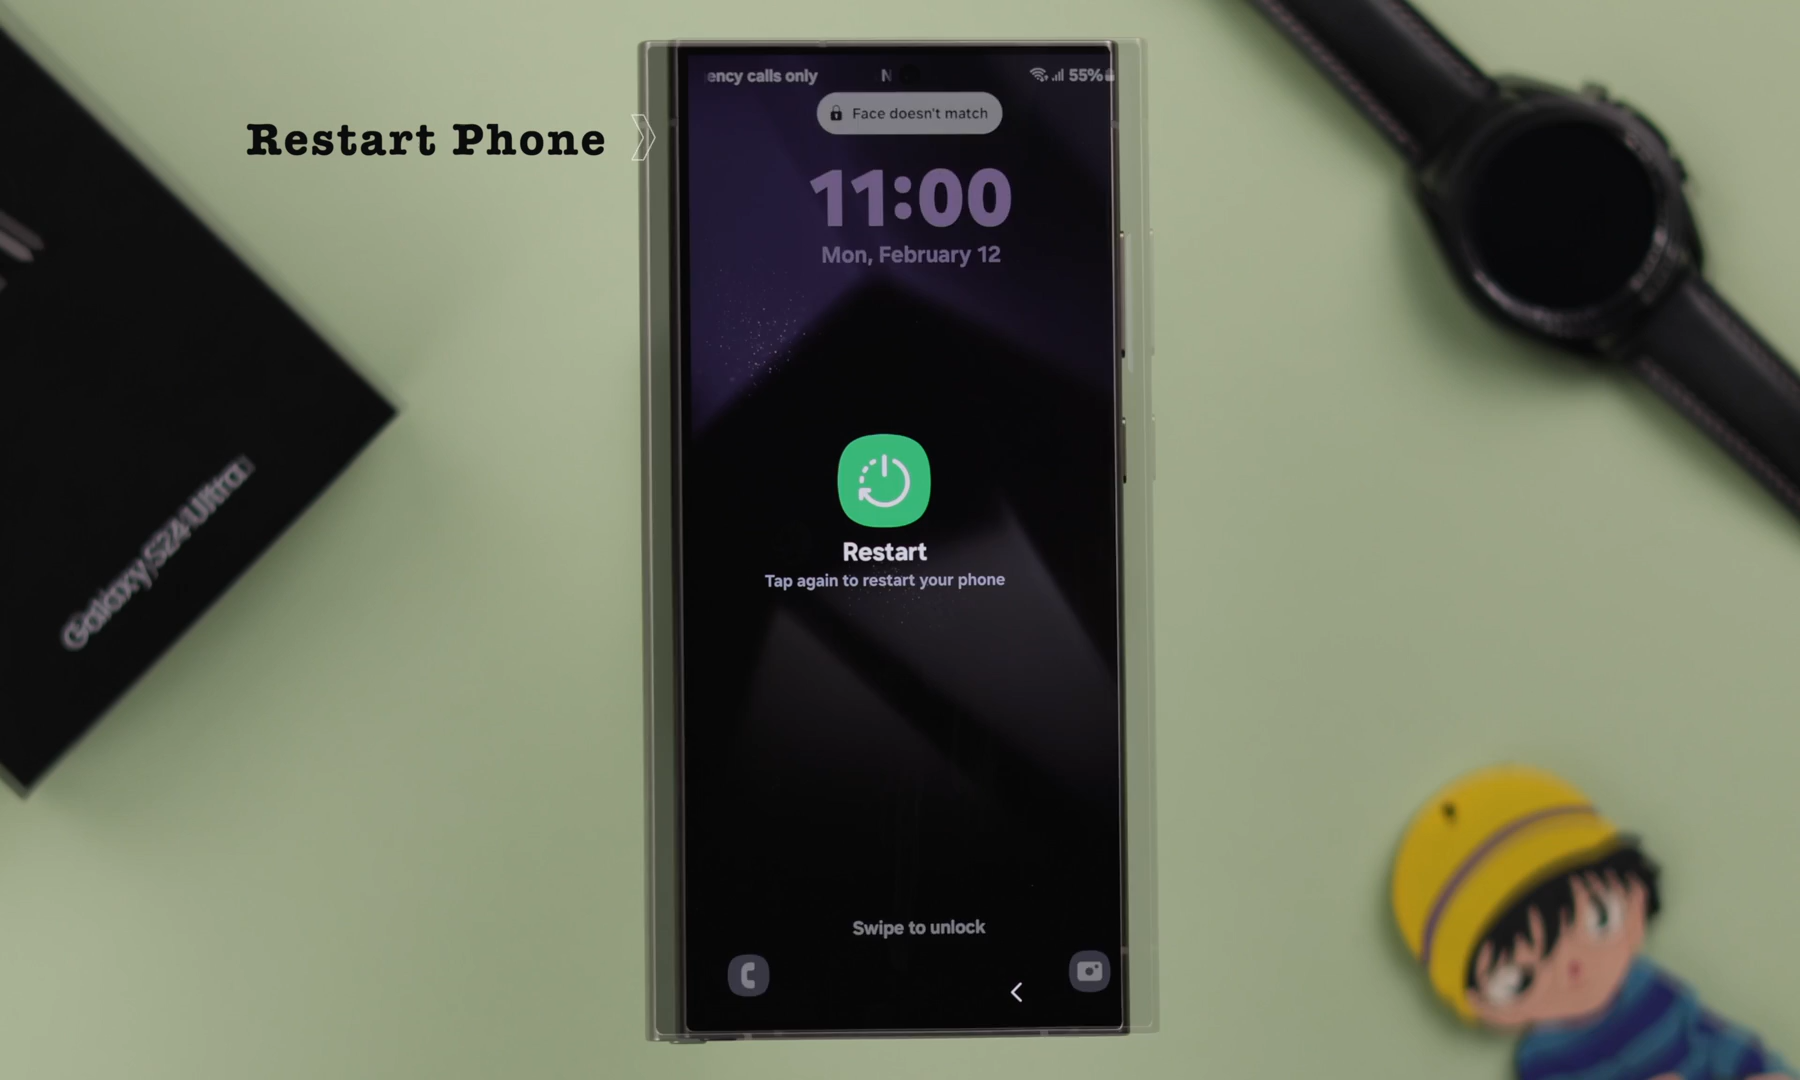 ency calls only N 55%
Face doesn't match
Restart Phone
11:00
Mon, February 12
Galaxy S24 Ultra
Restart
Tap again to restart your phone
Swipe to unlock